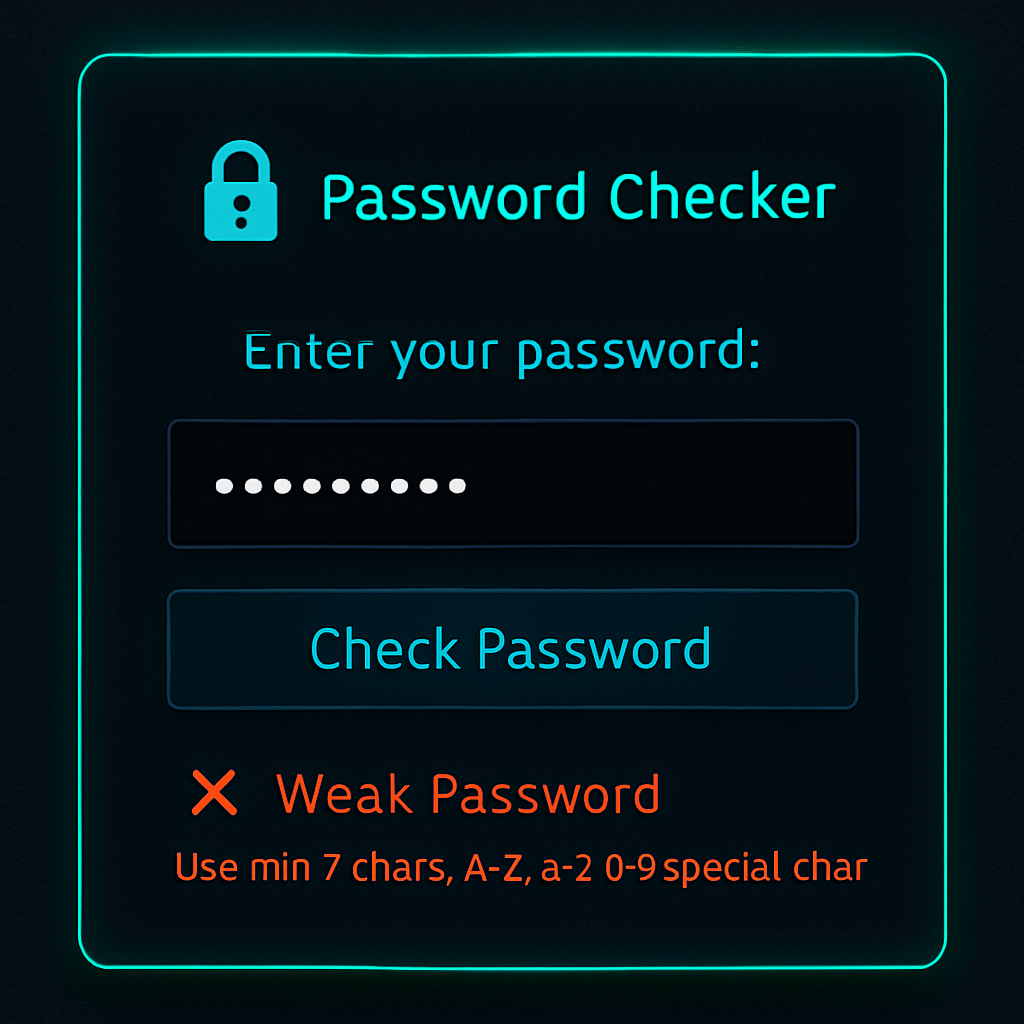 Password Checker
Enter your password:
•••••••••
Check Password
Weak Password
Use min 7 chars, A-Z, a-2 0-9 special char